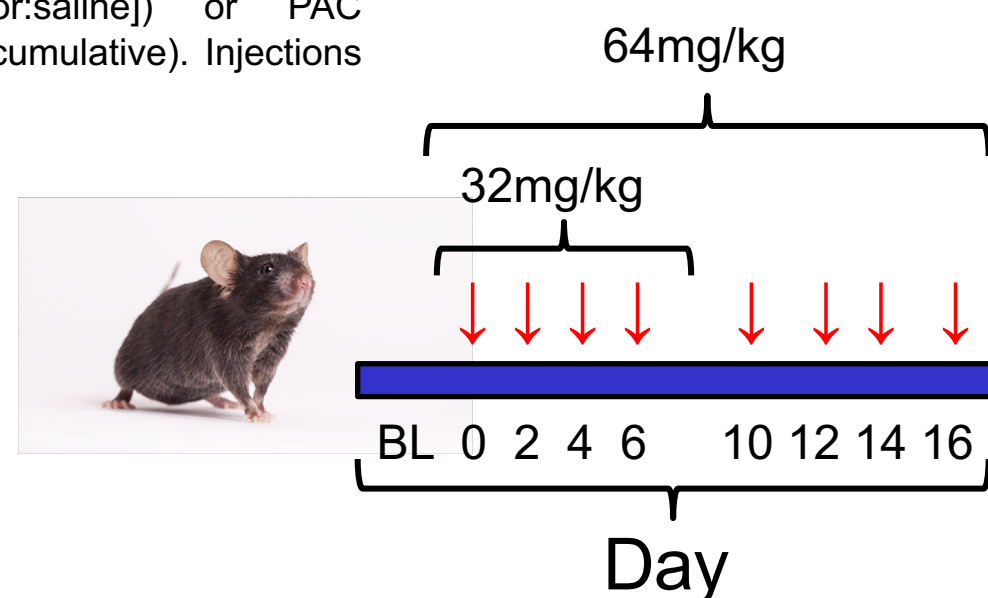 or:saline]) or PAC
cumulative). Injections
64mg/kg
32mg/kg
BL 0 2 4 6 10 12 14 16
Day